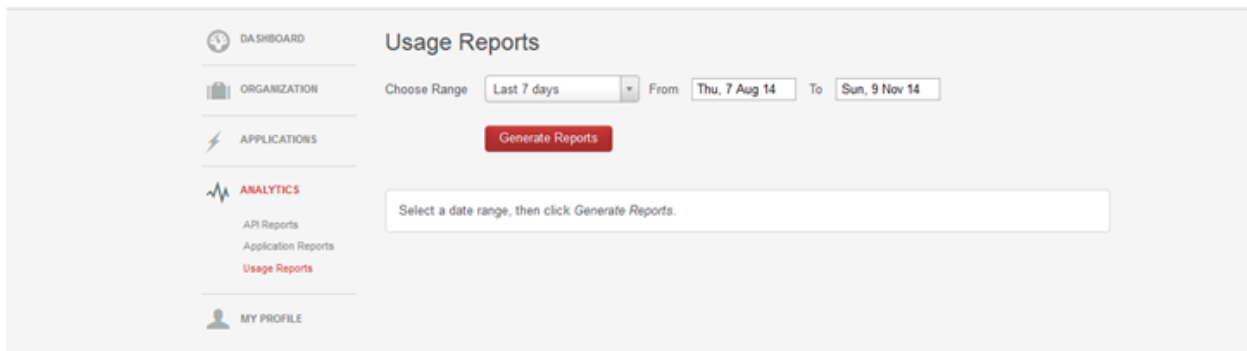 DASHBOARD
ORGANIZATION
APPLICATIONS
ANALYTICS
API Reports
Application Reports
Usage Reports
MY PROFILE
Usage Reports
Choose Range Last 7 days From Thu, 7 Aug 14 To Sun, 9 Nov 14
Generate Reports
Select a date range, then click Generate Reports.